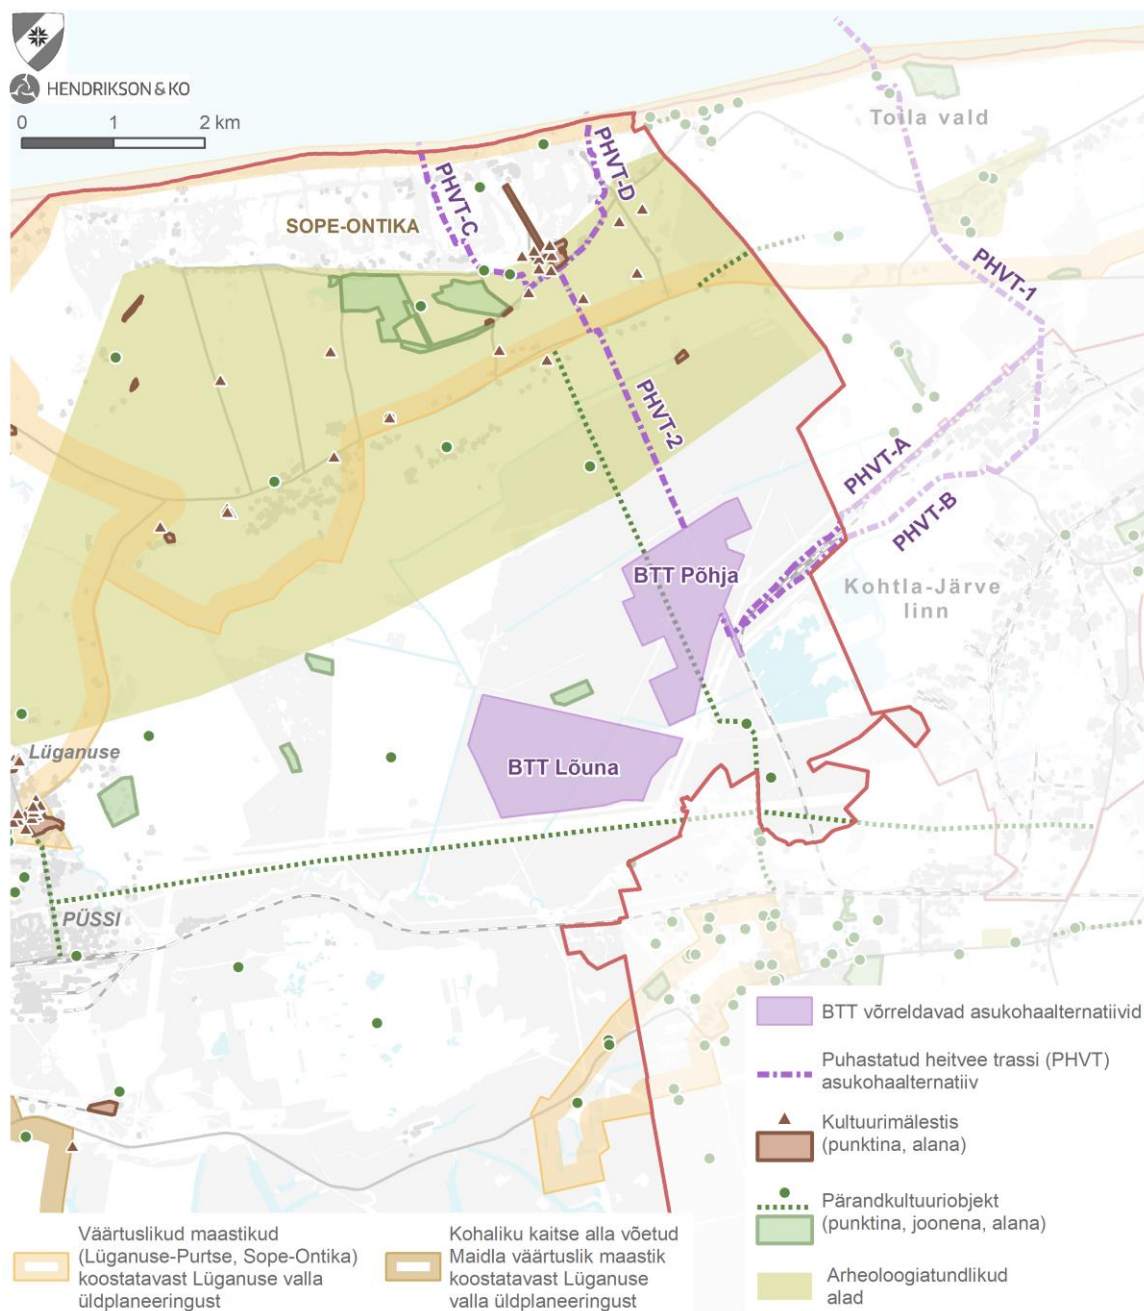 HENDRIKSON & KO
0 1 2 km
Toila vald
PHVT-D
PHVT-C
SOPE-ONTIKA
PHVT-1
PHVT-2
PHVT-A
PHVT-B
BTT Põhja
Kohtla-Järve
linn
Lüganuse
BTT Lõuna
PÜSSI
BTT võrreldavad asukohaalternatiivid
Puhastatud heitvee trassi (PHVT)
asukohaalternatiiv
Kultuurimälestis
(punktina, alana)
Pärandkultuuriobjekt
(punktina, joonena, alana)
Arheoloogiatundlikud
alad
Väärtuslikud maastikud
(Lüganuse-Purtse, Sope-Ontika)
koostatavast Lüganuse valla
üldplaneeringust
Kohaliku kaitse alla võetud
Maidla väärtuslik maastik
koostatavast Lüganuse
valla üldplaneeringust